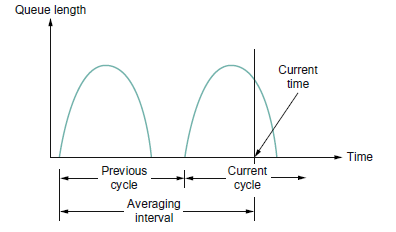 Queue length
Current
time
Time
Previous
cycle
Current
cycle
Averaging
interval